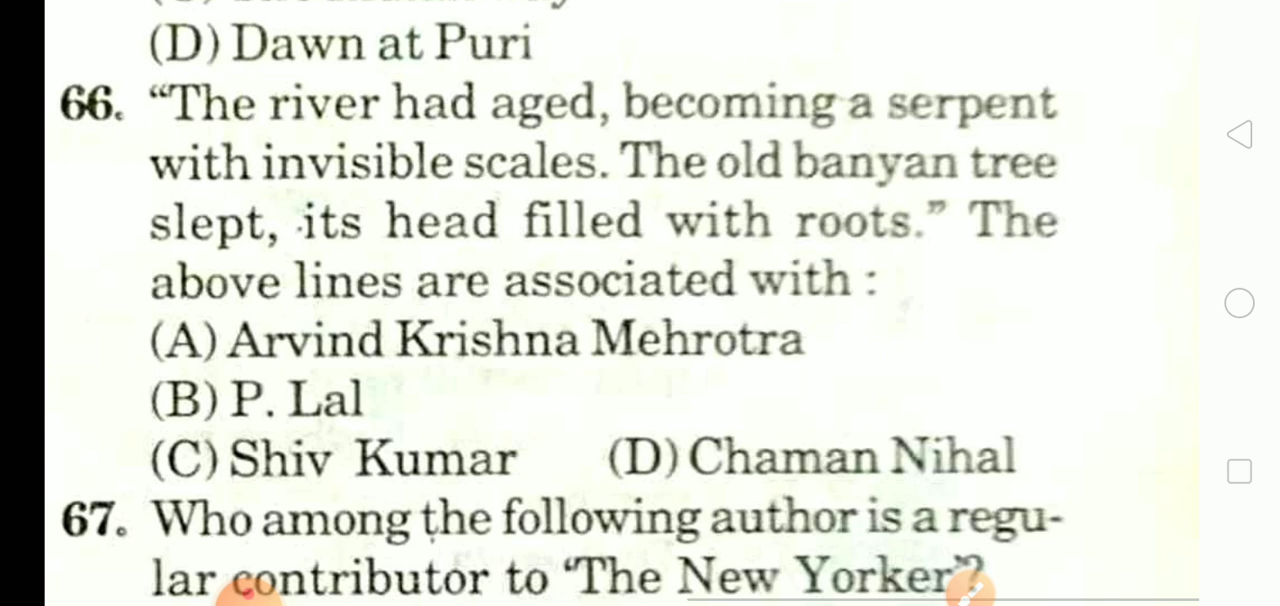 (D) Dawn at Puri
66. “The river had aged, becoming a serpent
with invisible scales. The old banyan tree
slept, its head filled with roots.” The
above lines are associated with :
(A) Arvind Krishna Mehrotra
(B) P. Lal
(C) Shiv Kumar (D) Chaman Nihal
67. Who among the following author is a regu-
lar contributor to ‘The New Yorker’?